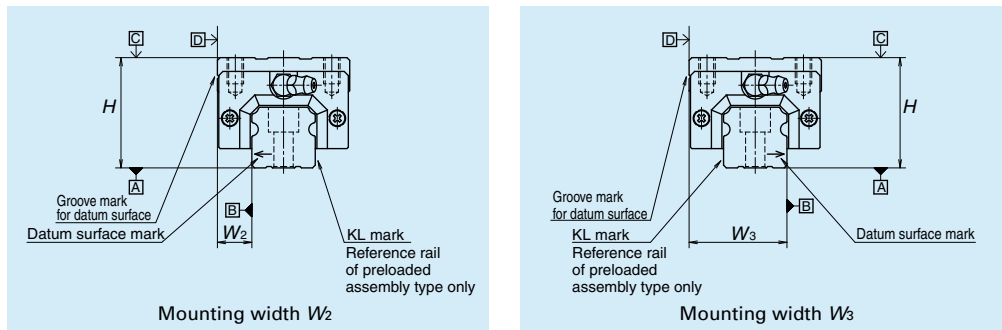 C
D
H
A
Groove mark
for datum surface
Datum surface mark
B
W2
KL mark
Reference rail
of preloaded
assembly type only
Mounting width W2
D
C
H
A
Groove mark
for datum surface
B
KL mark
Reference rail
of preloaded
assembly type only
W3
Datum surface mark
Mounting width W3